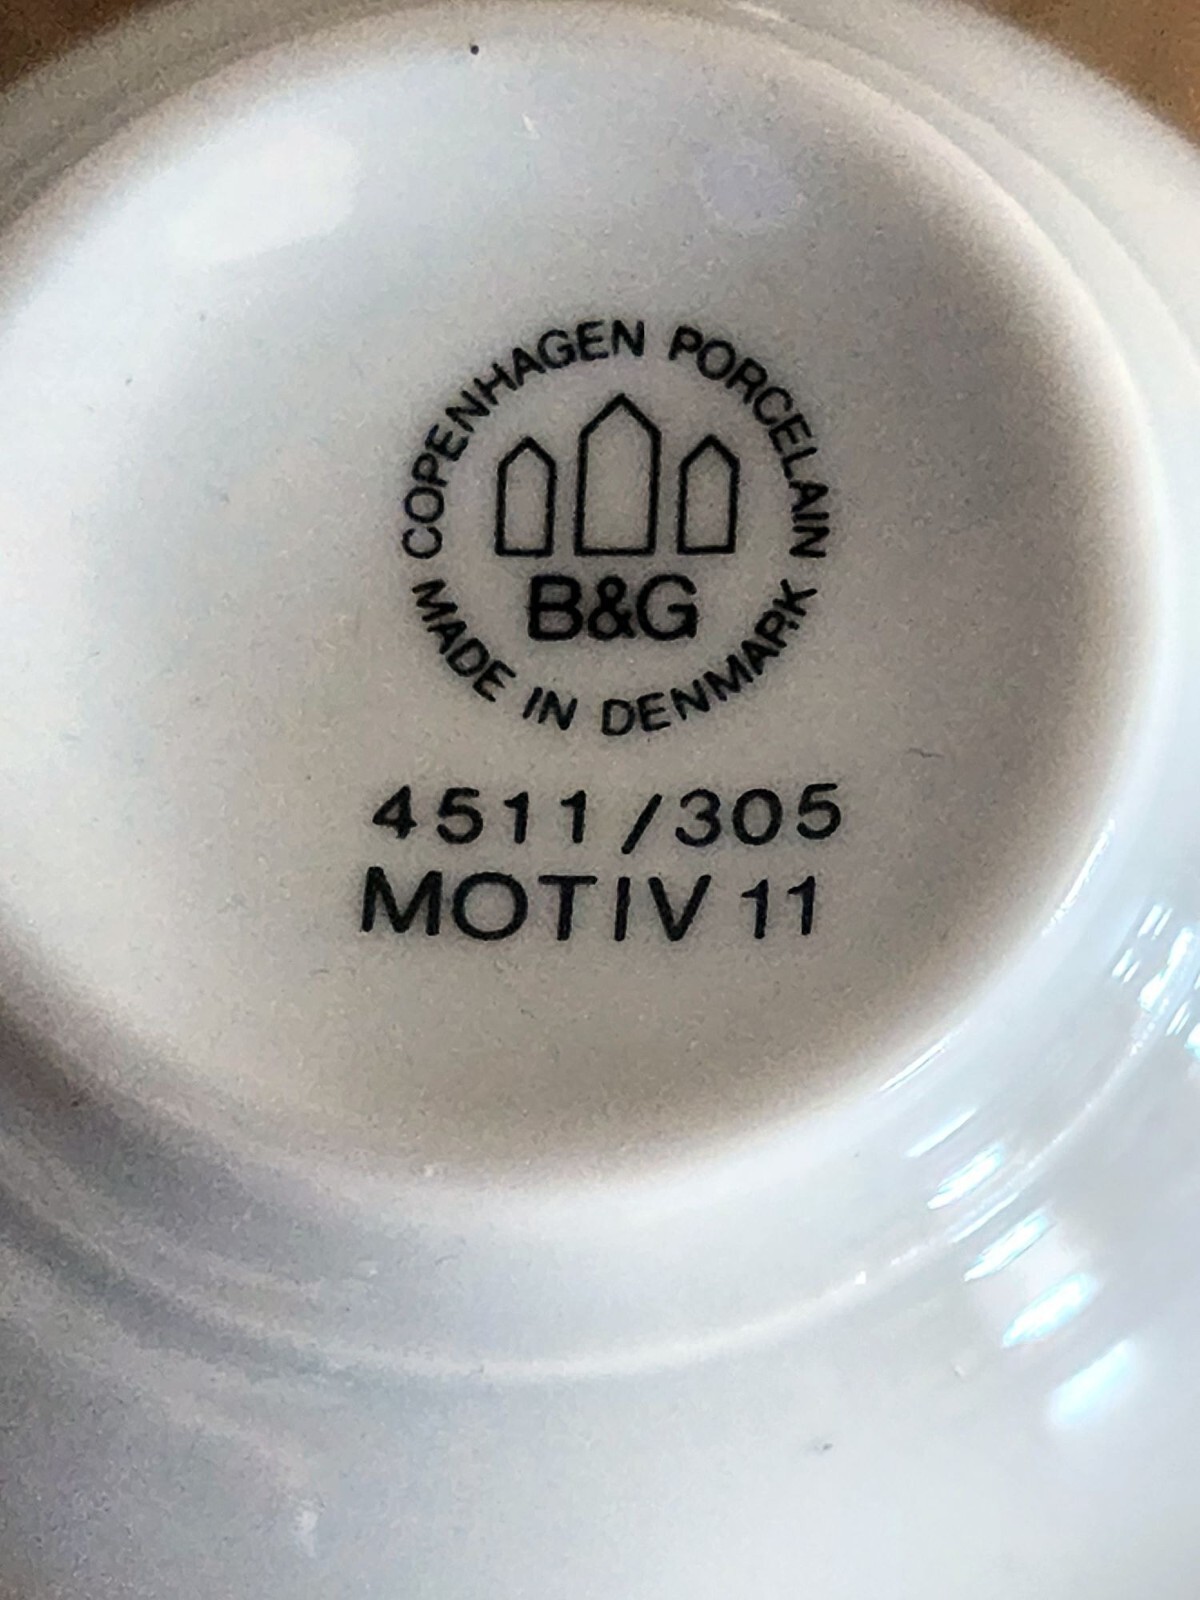 COPENHAGEN PORCELAIN
B&G
MADE IN DENMARK
4511/305
MOTIV 11